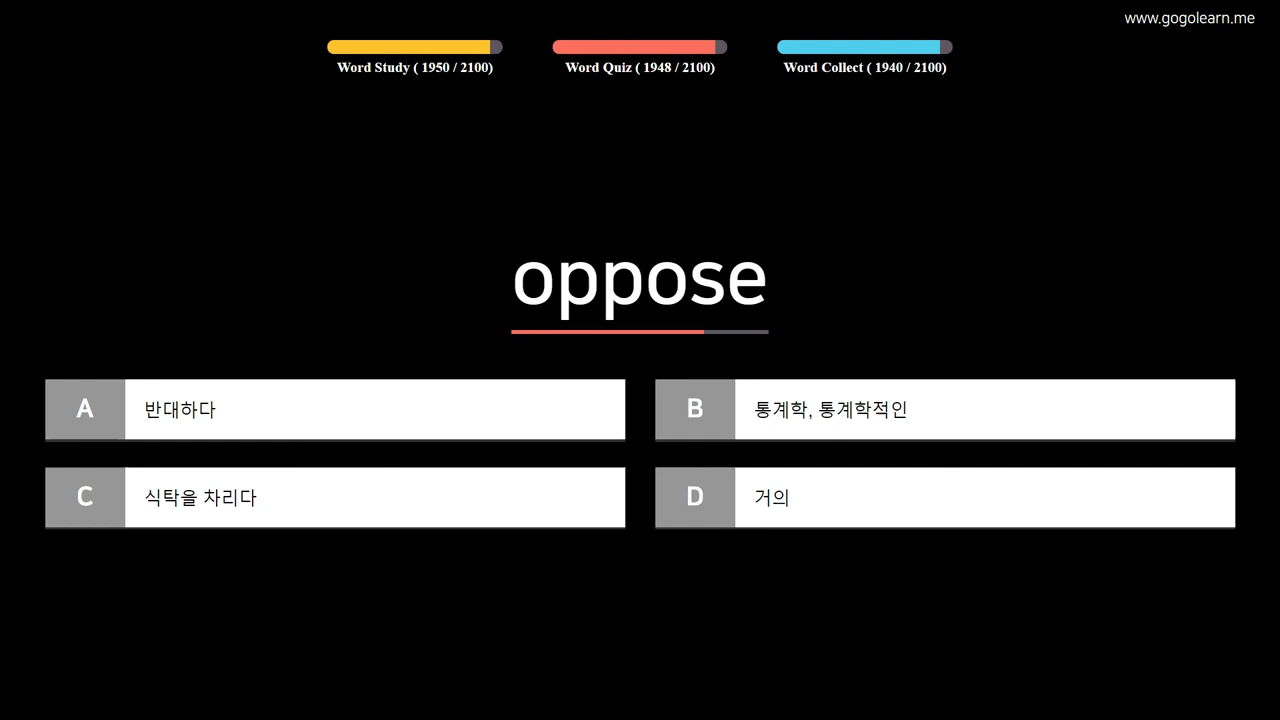 www.gogolearn.me
Word Study ( 1950 / 2100)
Word Quiz ( 1948 / 2100)
Word Collect ( 1940 / 2100)
oppose
A 반대하다
B 통계학, 통계학적인
C 식탁을 차리다
D 거의